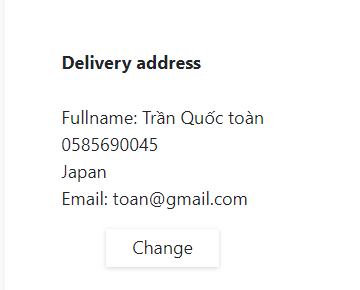 Delivery address
Fullname: Trần Quốc toàn
0585690045
Japan
Email: toan@gmail.com
Change